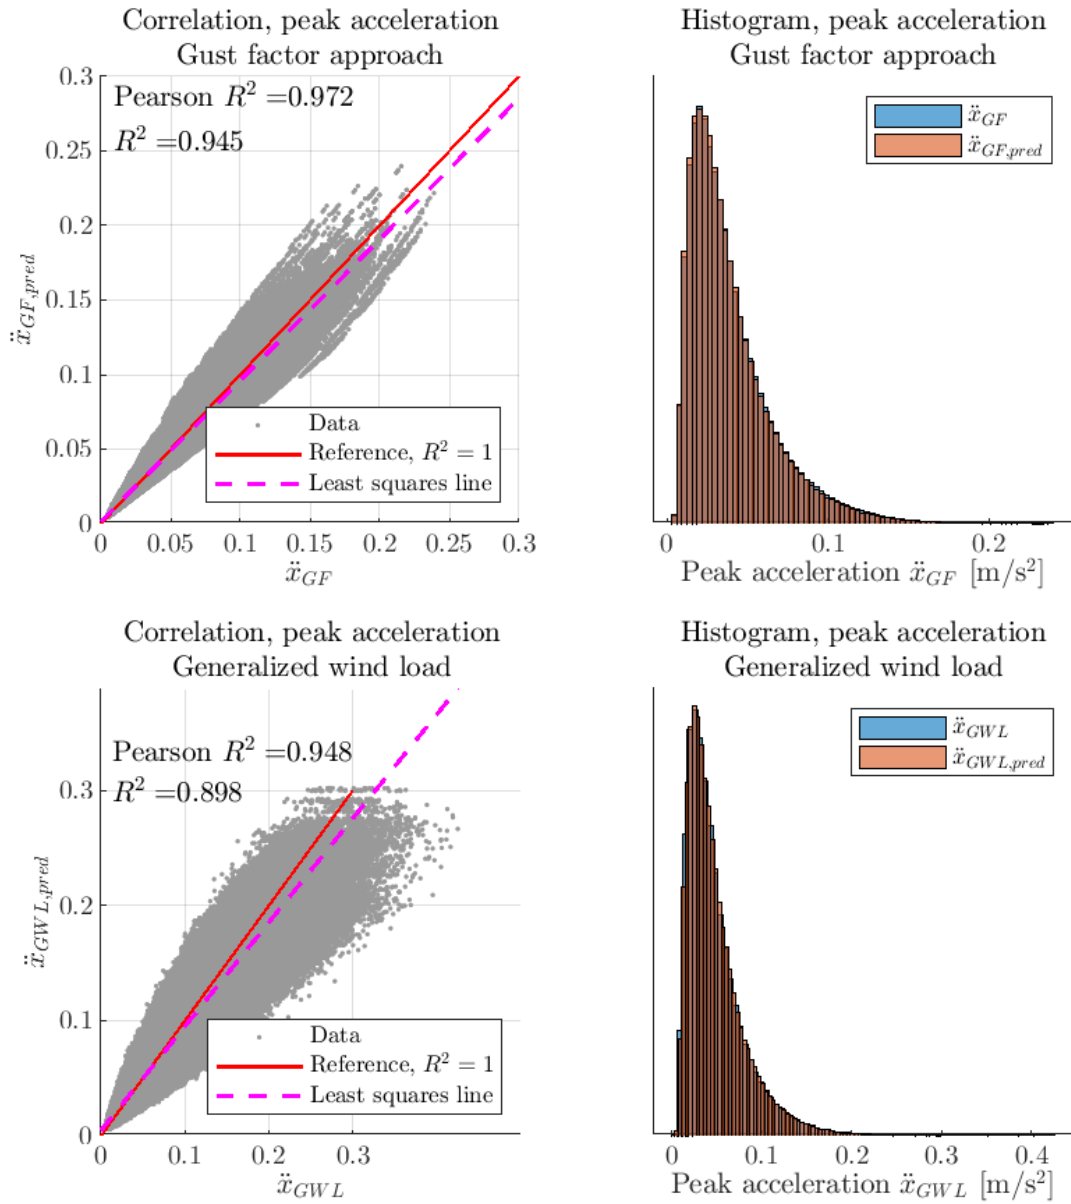 Correlation, peak acceleration
Gust factor approach
Pearson R² =0.972
R² =0.945
0.3
0.25
0.2
0.15
0.1
0.05
0
ẍ_GF,pred
Data
Reference, R² = 1
Least squares line
0 0.05 0.1 0.15 0.2 0.25 0.3
ẍ_GF
Histogram, peak acceleration
Gust factor approach
ẍ_GF
ẍ_GF,pred
0 0.1 0.2
Peak acceleration ẍ_GF [m/s²]
Correlation, peak acceleration
Generalized wind load
Pearson R² =0.948
R² =0.898
0.3
0.2
0.1
0
ẍ_GWL,pred
Data
Reference, R² = 1
Least squares line
0 0.1 0.2 0.3
ẍ_GWL
Histogram, peak acceleration
Generalized wind load
ẍ_GWL
ẍ_GWL,pred
0 0.1 0.2 0.3 0.4
Peak acceleration ẍ_GWL [m/s²]